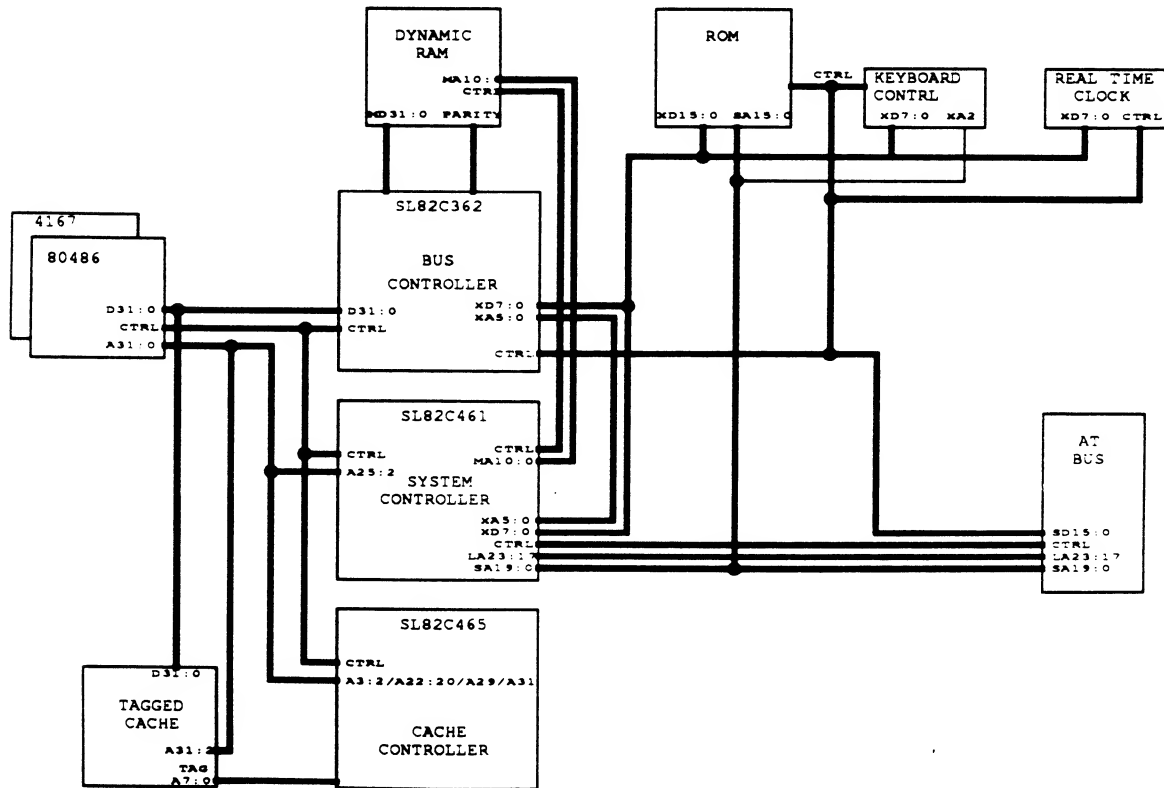 DYNAMIC
RAM
MA10:0
CTRL
MD31:0 PARITY
ROM
XD15:0 SA15:0
CTRL
KEYBOARD
CONTRL
XD7:0 XA2
REAL TIME
CLOCK
XD7:0 CTRL
4167
80486
D31:0
CTRL
A31:0
SL82C362
BUS
CONTROLLER
D31:0
CTRL
XD7:0
XA5:0
CTRL
SL82C461
CTRL
A25:2
SYSTEM
CONTROLLER
CTRL
MA10:0
XA5:0
XD7:0
CTRL
LA23:17
SA19:0
AT
BUS
SD15:0
CTRL
LA23:17
SA19:0
SL82C465
CTRL
A3:2/A22:20/A29/A31
CACHE
CONTROLLER
D31:0
TAGGED
CACHE
A31:2
TAG
A7:0